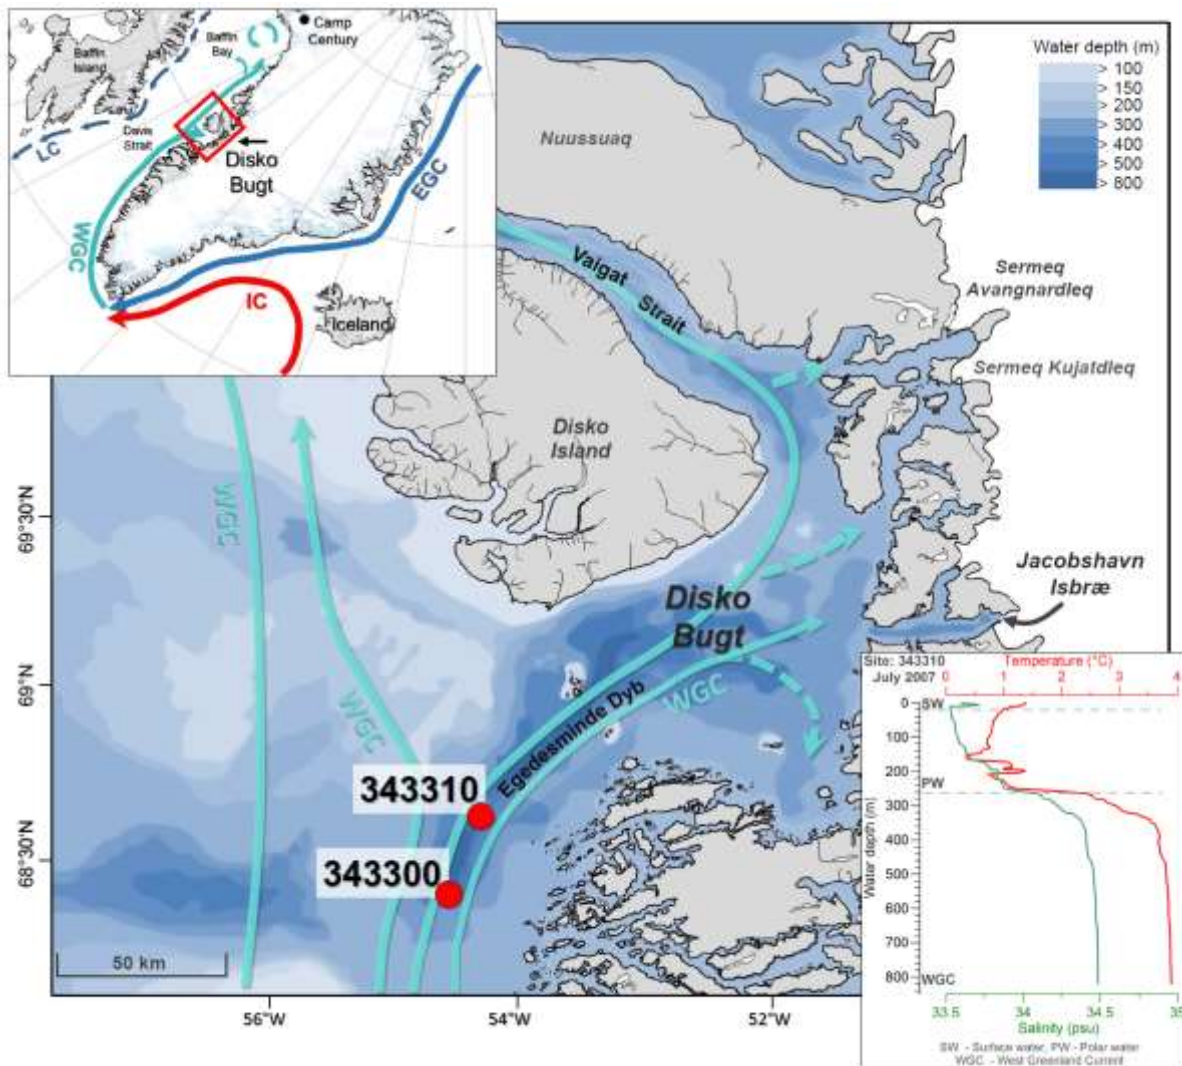 Camp
Century
Baffin
Bay
Baffin
Island
Davis
Strait
LC
Disko
Bugt
EGC
WGC
IC
Iceland
Water depth (m)
> 100
> 150
> 200
> 300
> 400
> 500
> 800
Nuussuaq
Vaigat Strait
Sermeq
Avangnardleq
Sermeq Kujatdleq
Disko
Island
WGC
69°30'N
Jacobshavn
Isbræ
Disko
Bugt
69°N
WGC
WGC
Egedesminde Dyb
343310
343300
68°30'N
50 km
56°W
54°W
52°W
Site: 343310
July 2007
Temperature (°C)
0 1 2 3 4
SW
PW
WGC
0
100
200
300
400
500
600
700
800
Water depth (m)
33.5 34 34.5 35
Salinity (psu)
SW - Surface water, PW - Polar water
WGC - West Greenland Current